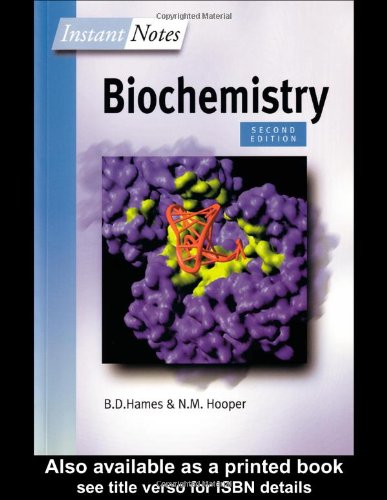 Instant Notes
Biochemistry
SECOND
EDITION
B.D.Hames & N.M. Hooper
Also available as a printed book
see title verso for ISBN details